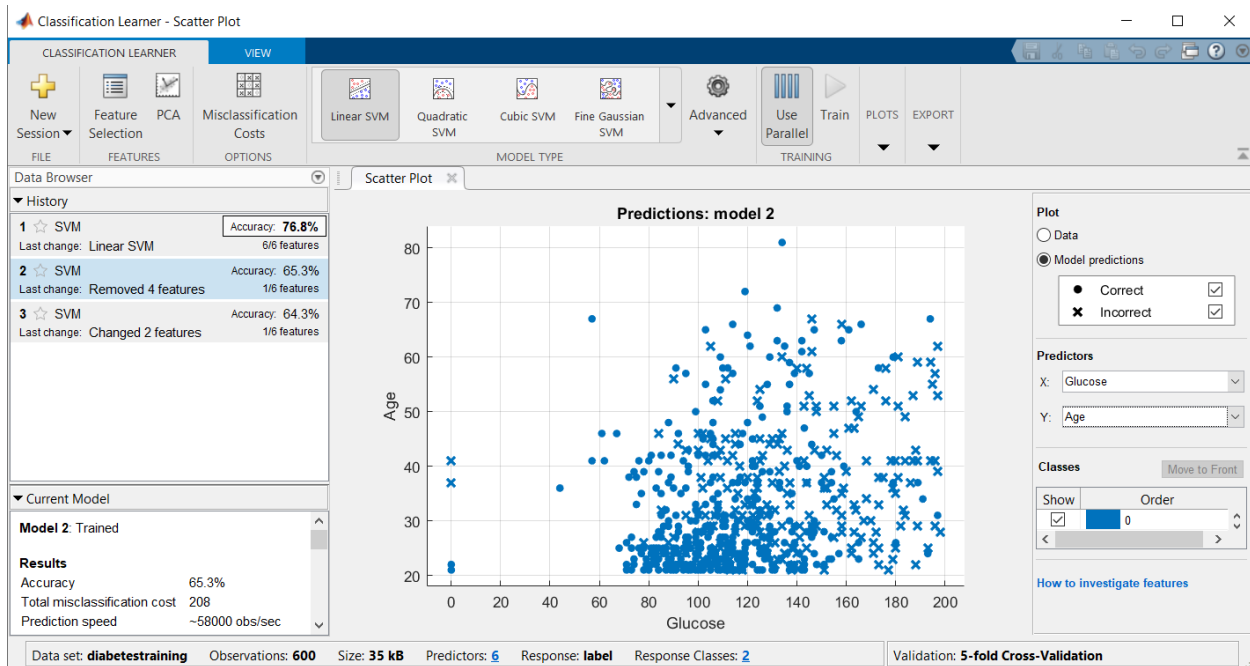 Classification Learner - Scatter Plot
CLASSIFICATION LEARNER VIEW
New Session
Feature Selection
PCA
Misclassification Costs
Linear SVM
Quadratic SVM
Cubic SVM
Fine Gaussian SVM
Advanced
Use Parallel
Train
PLOTS
EXPORT
FILE FEATURES OPTIONS MODEL TYPE TRAINING
Data Browser
History
1 SVM Accuracy: 76.8%
Last change: Linear SVM 6/6 features
2 SVM Accuracy: 65.3%
Last change: Removed 4 features 1/6 features
3 SVM Accuracy: 64.3%
Last change: Changed 2 features 1/6 features
Current Model
Model 2: Trained
Results
Accuracy 65.3%
Total misclassification cost 208
Prediction speed ~58000 obs/sec
Scatter Plot
Predictions: model 2
80
70
60
50
40
30
20
Age
0 20 40 60 80 100 120 140 160 180 200
Glucose
Plot
Data
Model predictions
Correct
Incorrect
Predictors
X: Glucose
Y: Age
Classes Move to Front
Show Order
0
How to investigate features
Data set: diabetestraining Observations: 600 Size: 35 kB Predictors: 6 Response: label Response Classes: 2 Validation: 5-fold Cross-Validation